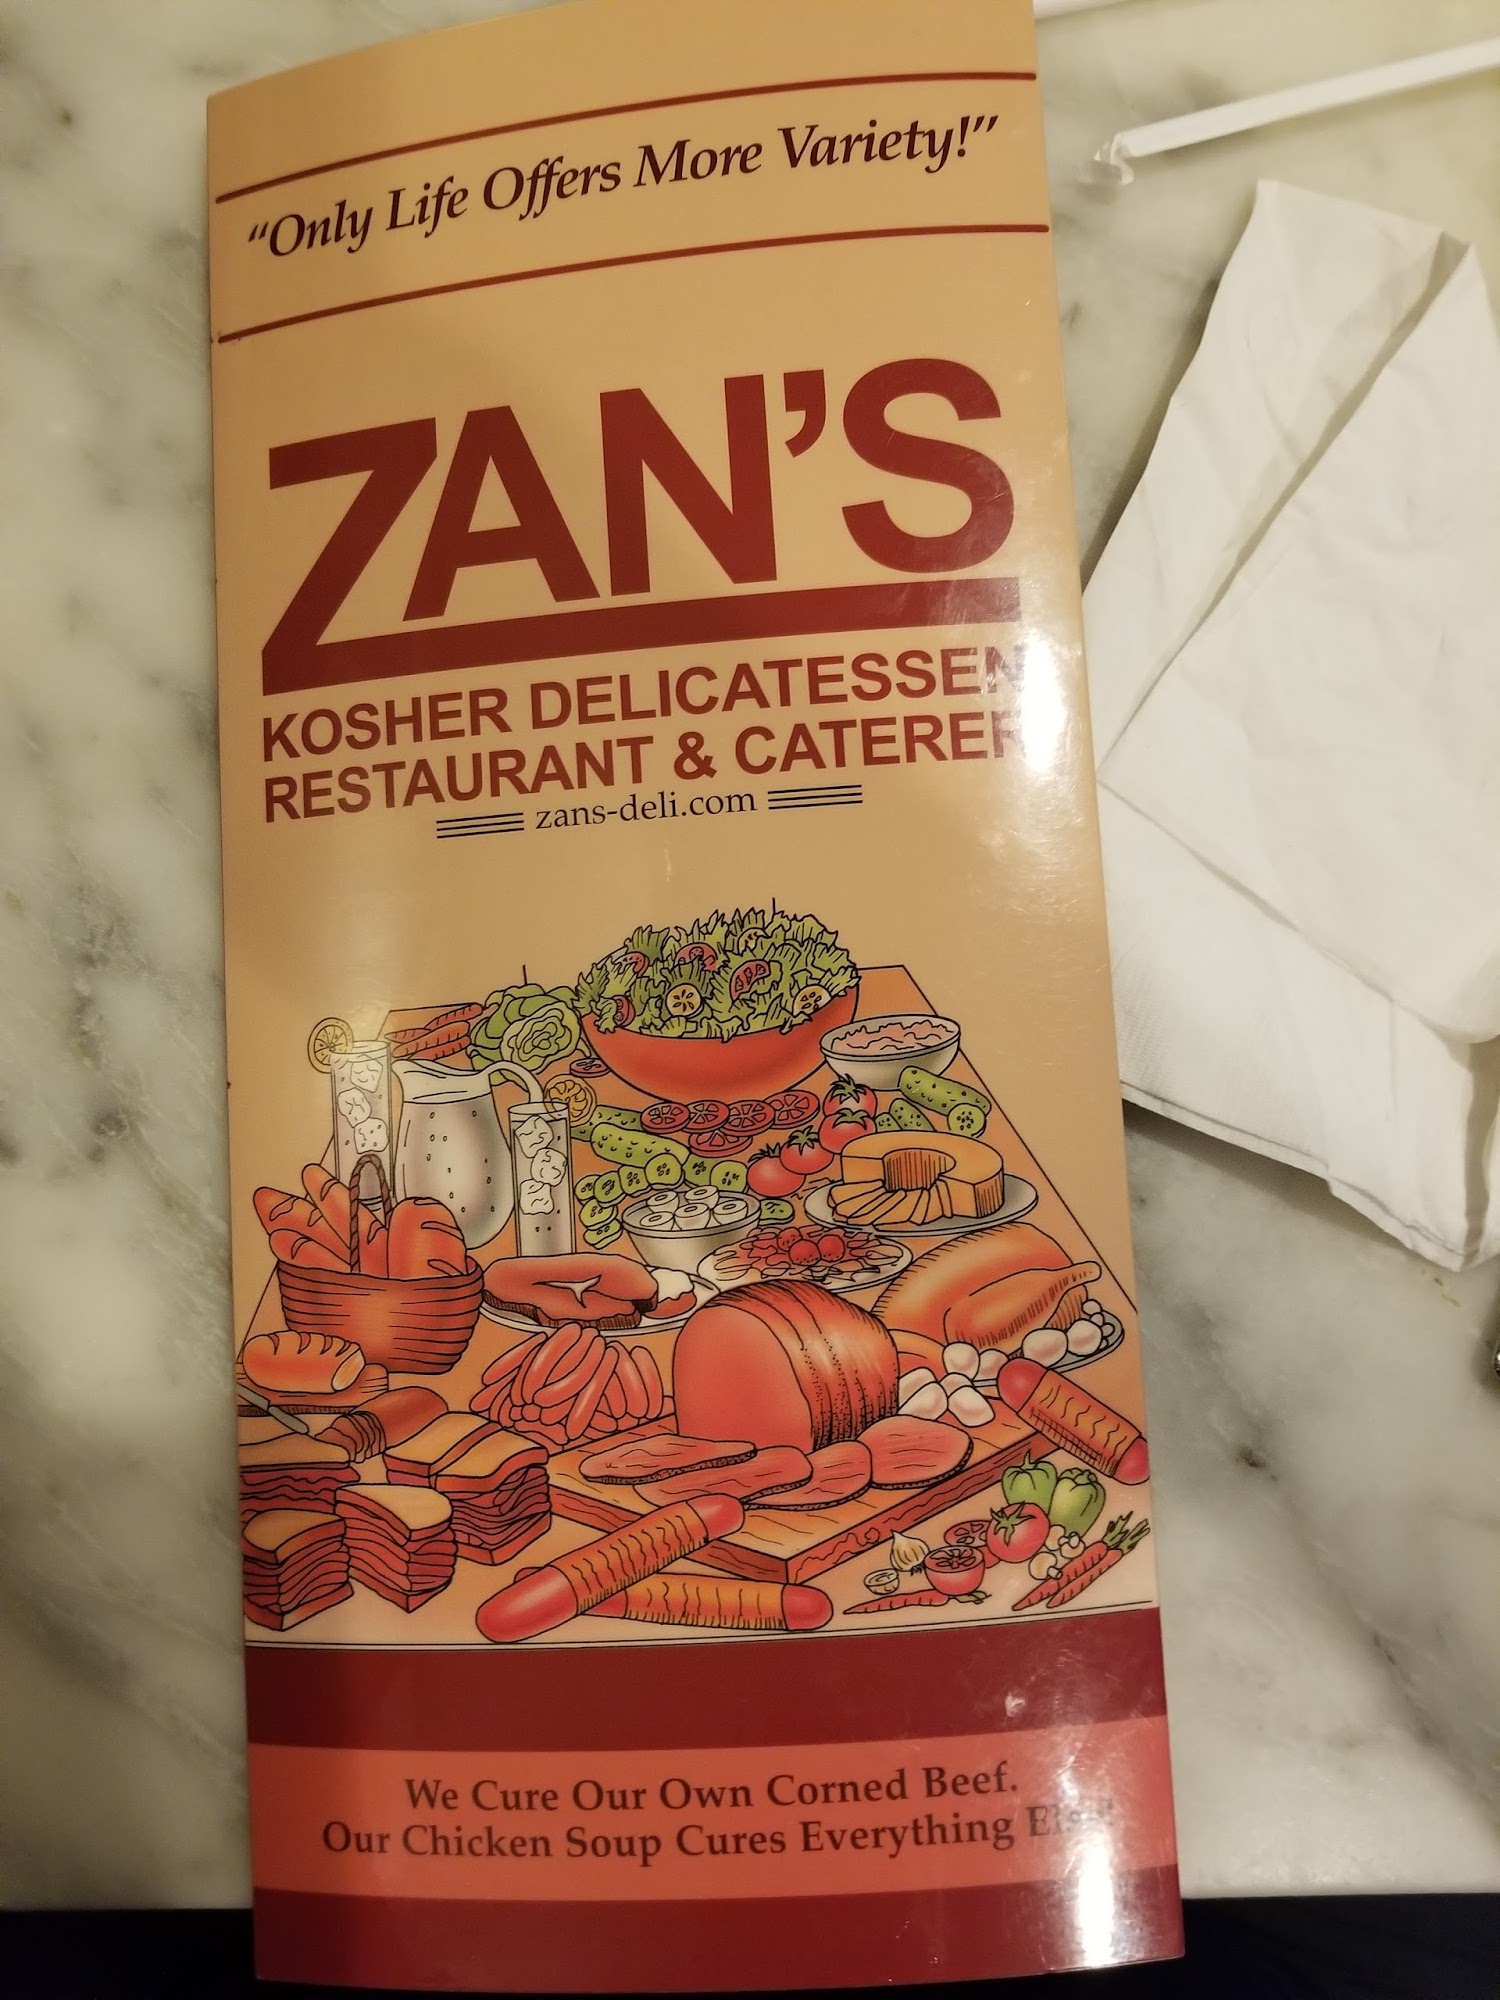 "Only Life Offers More Variety!"
ZAN'S
KOSHER DELICATESSEN
RESTAURANT & CATERER
zans-deli.com
We Cure Our Own Corned Beef.
Our Chicken Soup Cures Everything